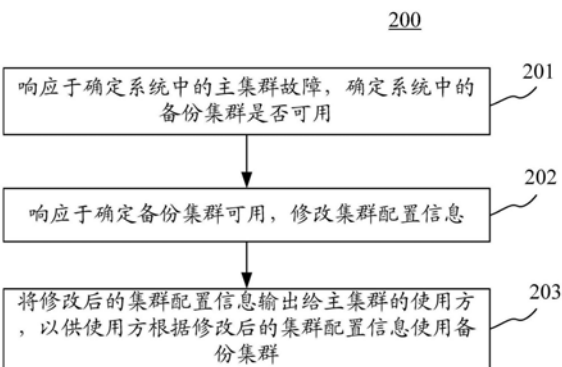 200
响应于确定系统中的主集群故障，确定系统中的
备份集群是否可用
201
响应于确定备份集群可用，修改集群配置信息
202
将修改后的集群配置信息输出给主集群的使用方
，以供使用方根据修改后的集群配置信息使用备
份集群
203